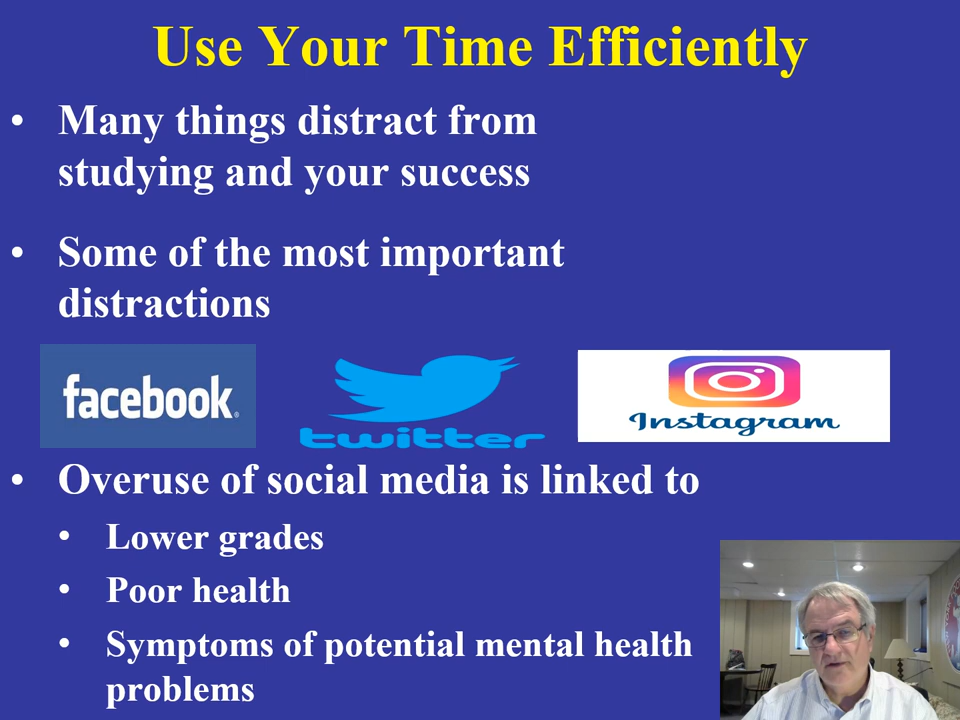 Use Your Time Efficiently
• Many things distract from
studying and your success
• Some of the most important
distractions
facebook®
twitter
Instagram
• Overuse of social media is linked to
• Lower grades
• Poor health
• Symptoms of potential mental health
problems